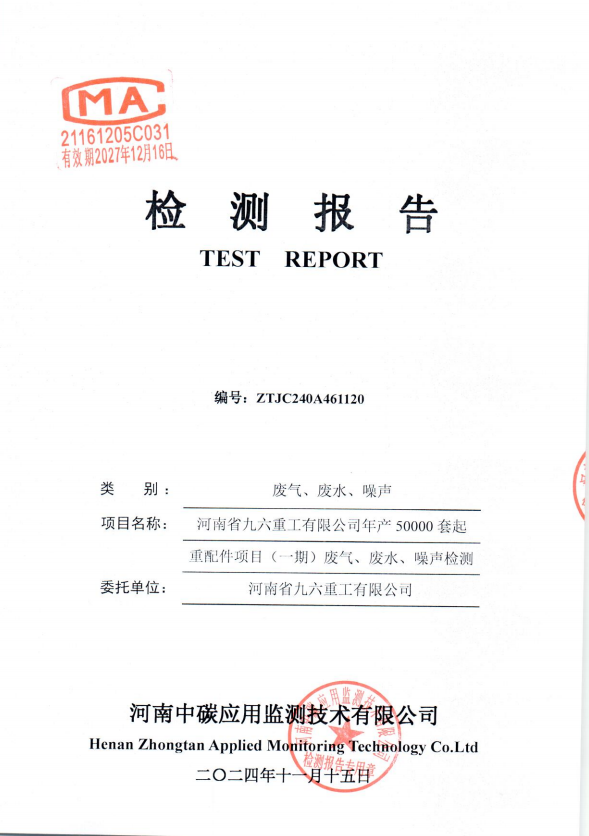 MA
21161205C031
有效期2027年12月16日
检 测 报 告
TEST REPORT
编号：ZTJC240A461120
类 别：
废气、废水、噪声
项目名称：
河南省九六重工有限公司年产 50000 套起
重配件项目（一期）废气、废水、噪声检测
委托单位：
河南省九六重工有限公司
河南中碳应用监测技术有限公司
Henan Zhongtan Applied Monitoring Technology Co.Ltd
二〇二四年十一月十五日
检测报告专用章